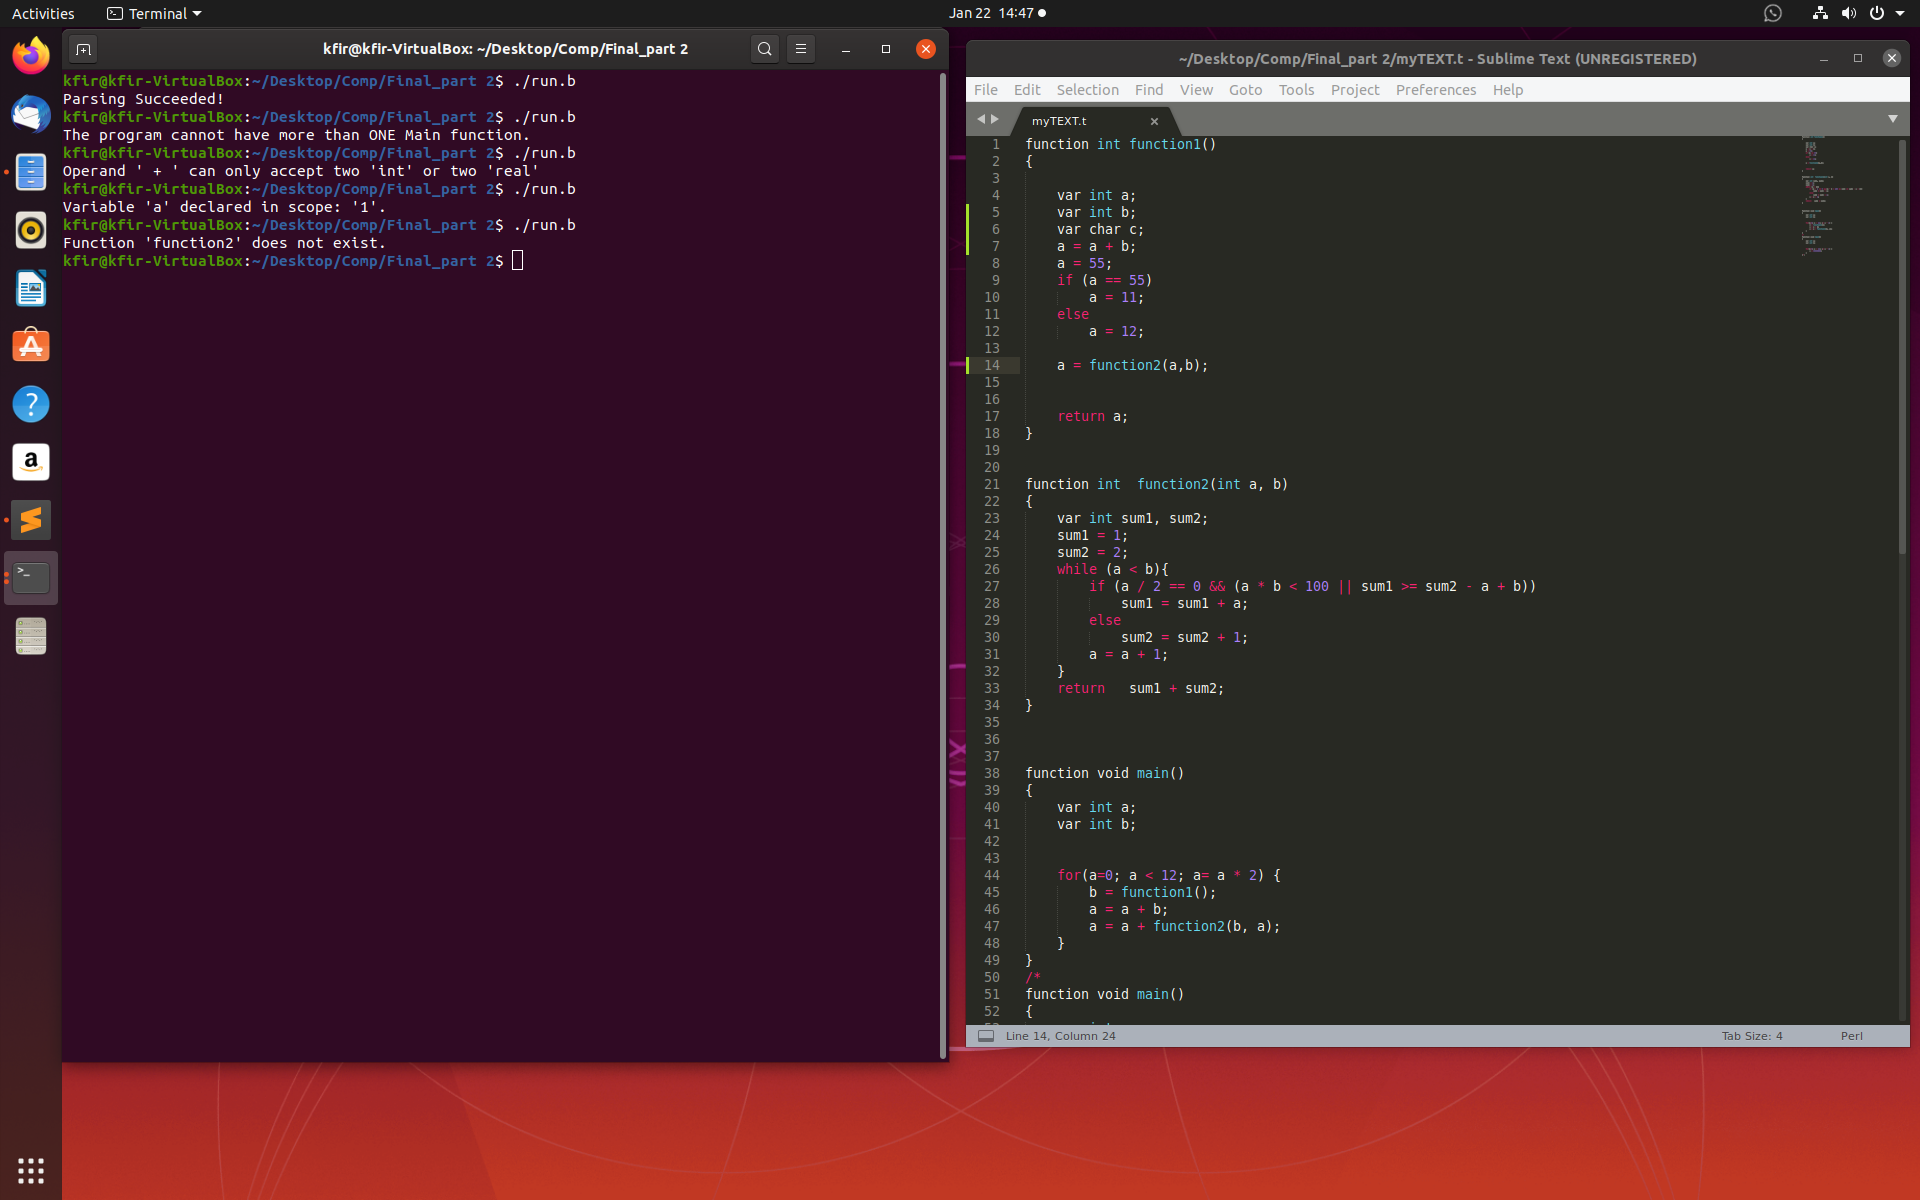 Activities
Terminal
Jan 22 14:47
kfir@kfir-VirtualBox: ~/Desktop/Comp/Final_part 2
kfir@kfir-VirtualBox:~/Desktop/Comp/Final_part 2$ ./run.b
Parsing Succeeded!
kfir@kfir-VirtualBox:~/Desktop/Comp/Final_part 2$ ./run.b
The program cannot have more than ONE Main function.
kfir@kfir-VirtualBox:~/Desktop/Comp/Final_part 2$ ./run.b
Operand ' + ' can only accept two 'int' or two 'real'
kfir@kfir-VirtualBox:~/Desktop/Comp/Final_part 2$ ./run.b
Variable 'a' declared in scope: '1'.
kfir@kfir-VirtualBox:~/Desktop/Comp/Final_part 2$ ./run.b
Function 'function2' does not exist.
kfir@kfir-VirtualBox:~/Desktop/Comp/Final_part 2$
~/Desktop/Comp/Final_part 2/myTEXT.t - Sublime Text (UNREGISTERED)
File Edit Selection Find View Goto Tools Project Preferences Help
myTEXT.t
1 function int function1()
2 {
3
4 var int a;
5 var int b;
6 var char c;
7 a = a + b;
8 a = 55;
9 if (a == 55)
10 a = 11;
11 else
12 a = 12;
13
14 a = function2(a,b);
15
16
17 return a;
18 }
19
20
21 function int  function2(int a, b)
22 {
23 var int sum1, sum2;
24 sum1 = 1;
25 sum2 = 2;
26 while (a < b){
27 if (a / 2 == 0 && (a * b < 100 || sum1 >= sum2 - a + b))
28 sum1 = sum1 + a;
29 else
30 sum2 = sum2 + 1;
31 a = a + 1;
32 }
33 return   sum1 + sum2;
34 }
35
36
37
38 function void main()
39 {
40 var int a;
41 var int b;
42
43
44 for(a=0; a < 12; a= a * 2) {
45 b = function1();
46 a = a + b;
47 a = a + function2(b, a);
48 }
49 }
50 /*
51 function void main()
52 {
Line 14, Column 24
Tab Size: 4
Perl